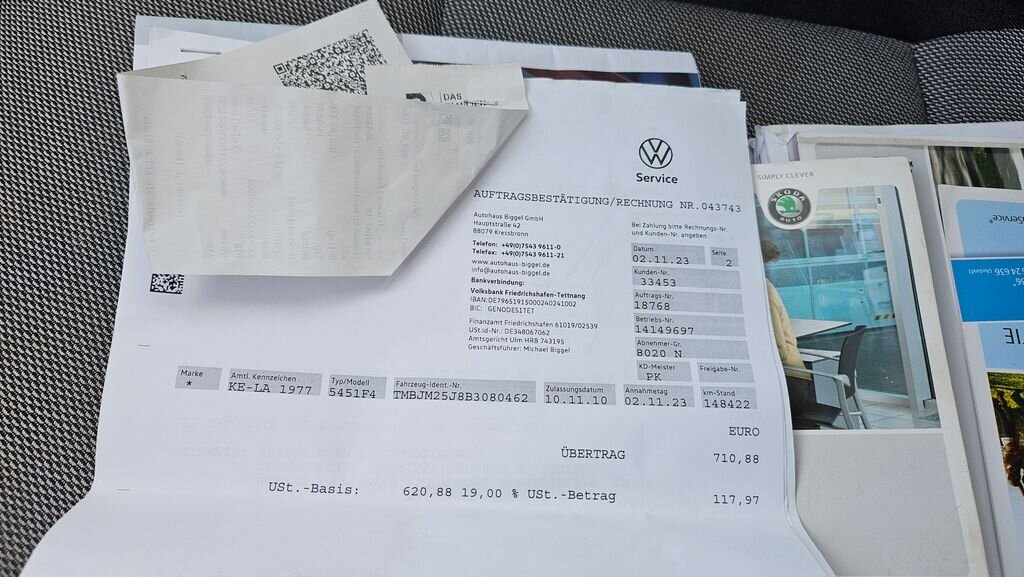 DAS
Service
AUFTRAGSBESTÄTIGUNG/RECHNUNG NR.043743
Autohaus Biggel GmbH
Hauptstraße 42
88079 Kressbronn
Telefon: +49(0)7543 9611-0
Telefax: +49(0)7543 9611-21
www.autohaus-biggel.de
info@autohaus-biggel.de
Bankverbindung:
Volksbank Friedrichshafen-Tettnang
IBAN:DE79651915000240241002
BIC: GENODES1TET
Finanzamt Friedrichshafen 61019/02539
USt.Id-Nr.: DE348067062
Amtsgericht Ulm HRB 743195
Geschäftsführer: Michael Biggel
Bei Zahlung bitte Rechnungs-Nr.
und Kunden-Nr. angeben
Datum Seite
02.11.23 2
Kunden-Nr.
33453
Auftrags-Nr.
18768
Betriebs-Nr.
14149697
Abnehmer-Gr.
8020 N
KD-Meister Freigabe-Nr.
PK
Marke Amtl. Kennzeichen Typ/Modell Fahrzeug-Ident.-Nr. Zulassungsdatum Annahmetag km-Stand
* KE-LA 1977 5451F4 TMBJM25J8B3080462 10.11.10 02.11.23 148422
EURO
ÜBERTRAG 710,88
USt.-Basis: 620,88 19,00 % USt.-Betrag 117,97
SIMPLY CLEVER
SKODA
AUTO